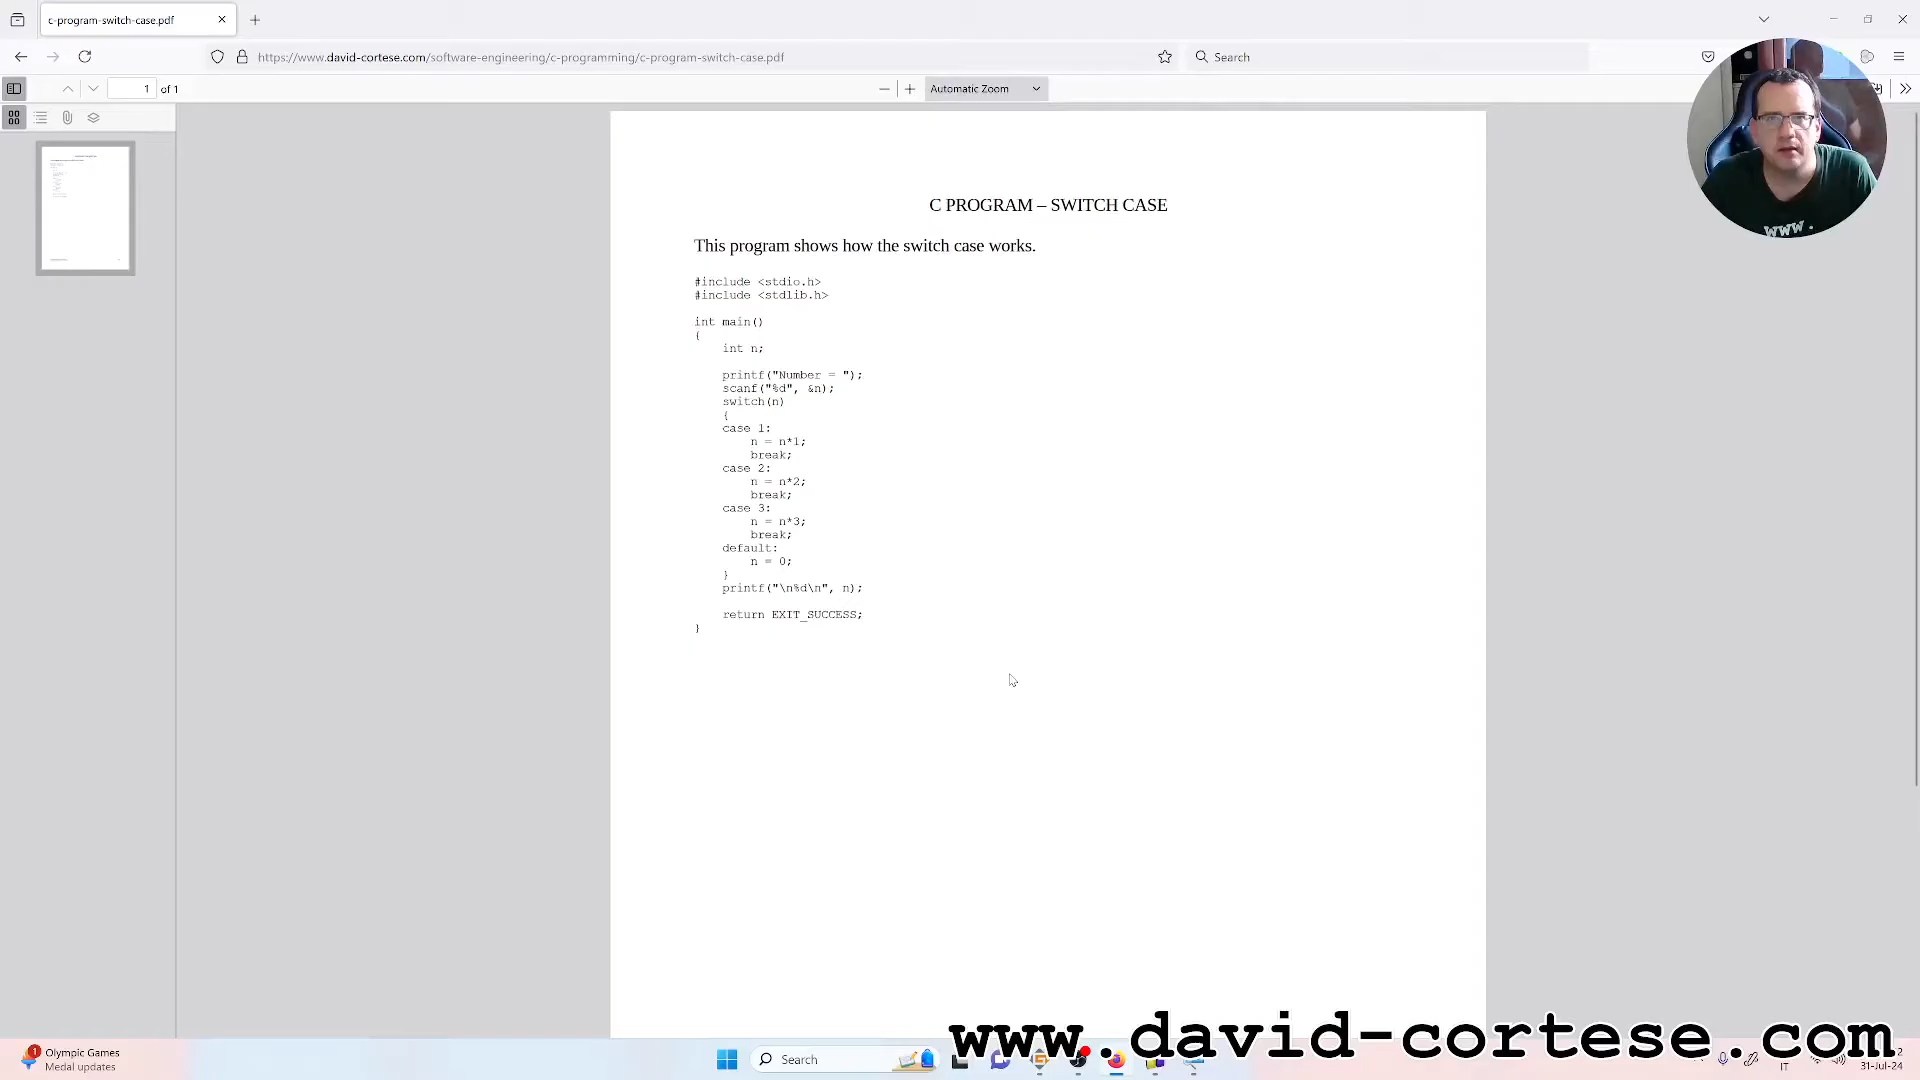 c-program-switch-case.pdf
https://www.david-cortese.com/software-engineering/c-programming/c-program-switch-case.pdf
Search
1 of 1
Automatic Zoom
C PROGRAM – SWITCH CASE
This program shows how the switch case works.
#include <stdio.h>
#include <stdlib.h>
int main()
{
int n;
printf("Number = ");
scanf("%d", &n);
switch(n)
{
case 1:
n = n*1;
break;
case 2:
n = n*2;
break;
case 3:
n = n*3;
break;
default:
n = 0;
}
printf("\n%d\n", n);
return EXIT_SUCCESS;
}
www.
www.david-cortese.com
1
Olympic Games
Medal updates
Search
IT
31-Jul-24